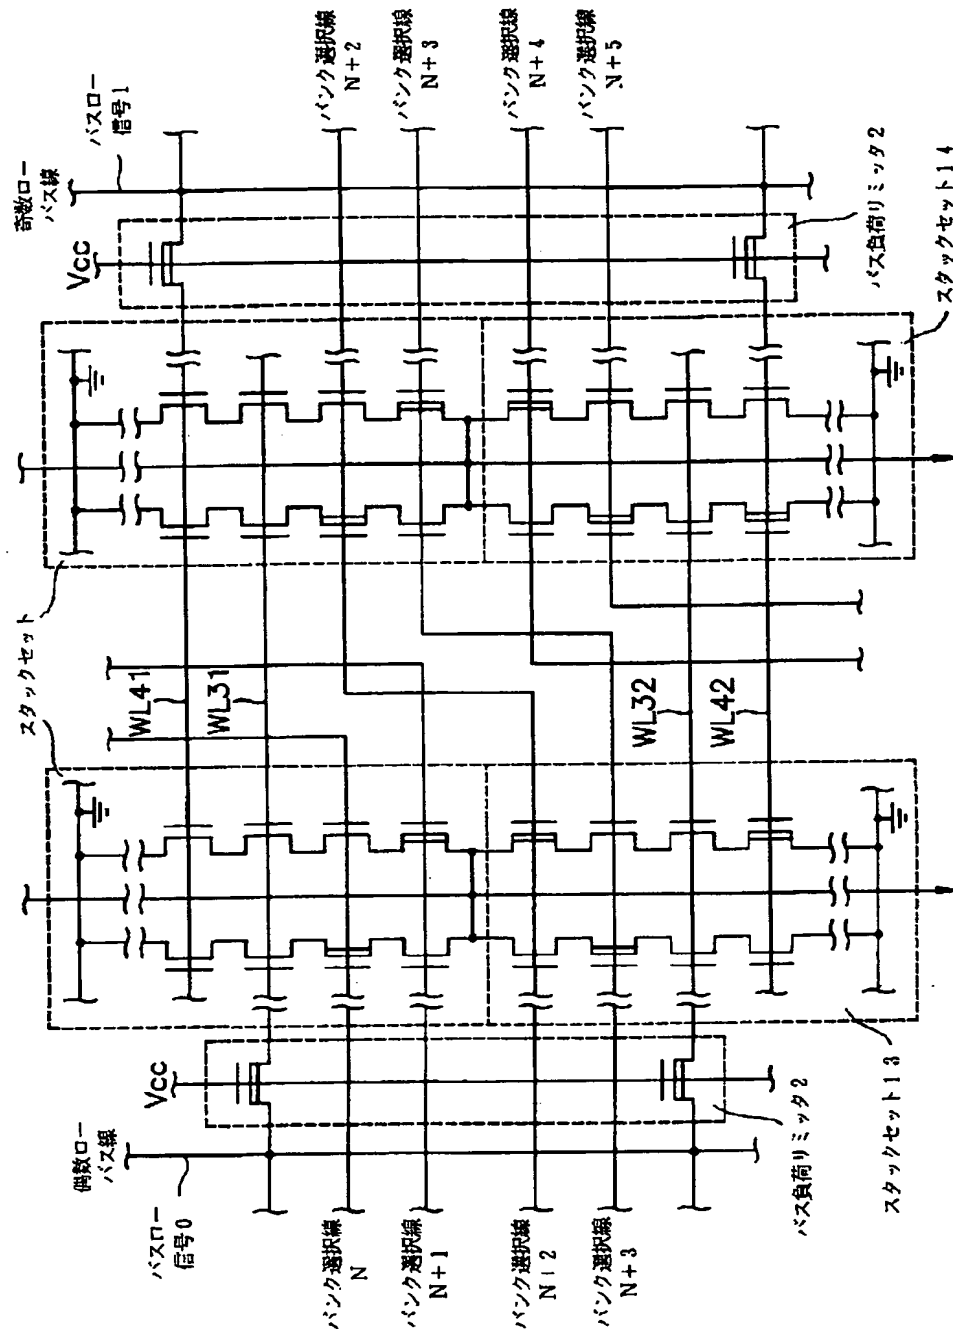 奇数ロー
バス線
バスロー
信号1
Vcc
バンク選択線
N+2
バンク選択線
N+3
バンク選択線
N+4
バンク選択線
N+5
バス負荷リミッタ2
スタックセット14
スタックセット
WL41
WL31
WL32
WL42
Vcc
偶数ロー
バス線
バスロー
信号0
バンク選択線
N
バンク選択線
N+1
バンク選択線
N+2
バンク選択線
N+3
バス負荷リミッタ2
スタックセット13